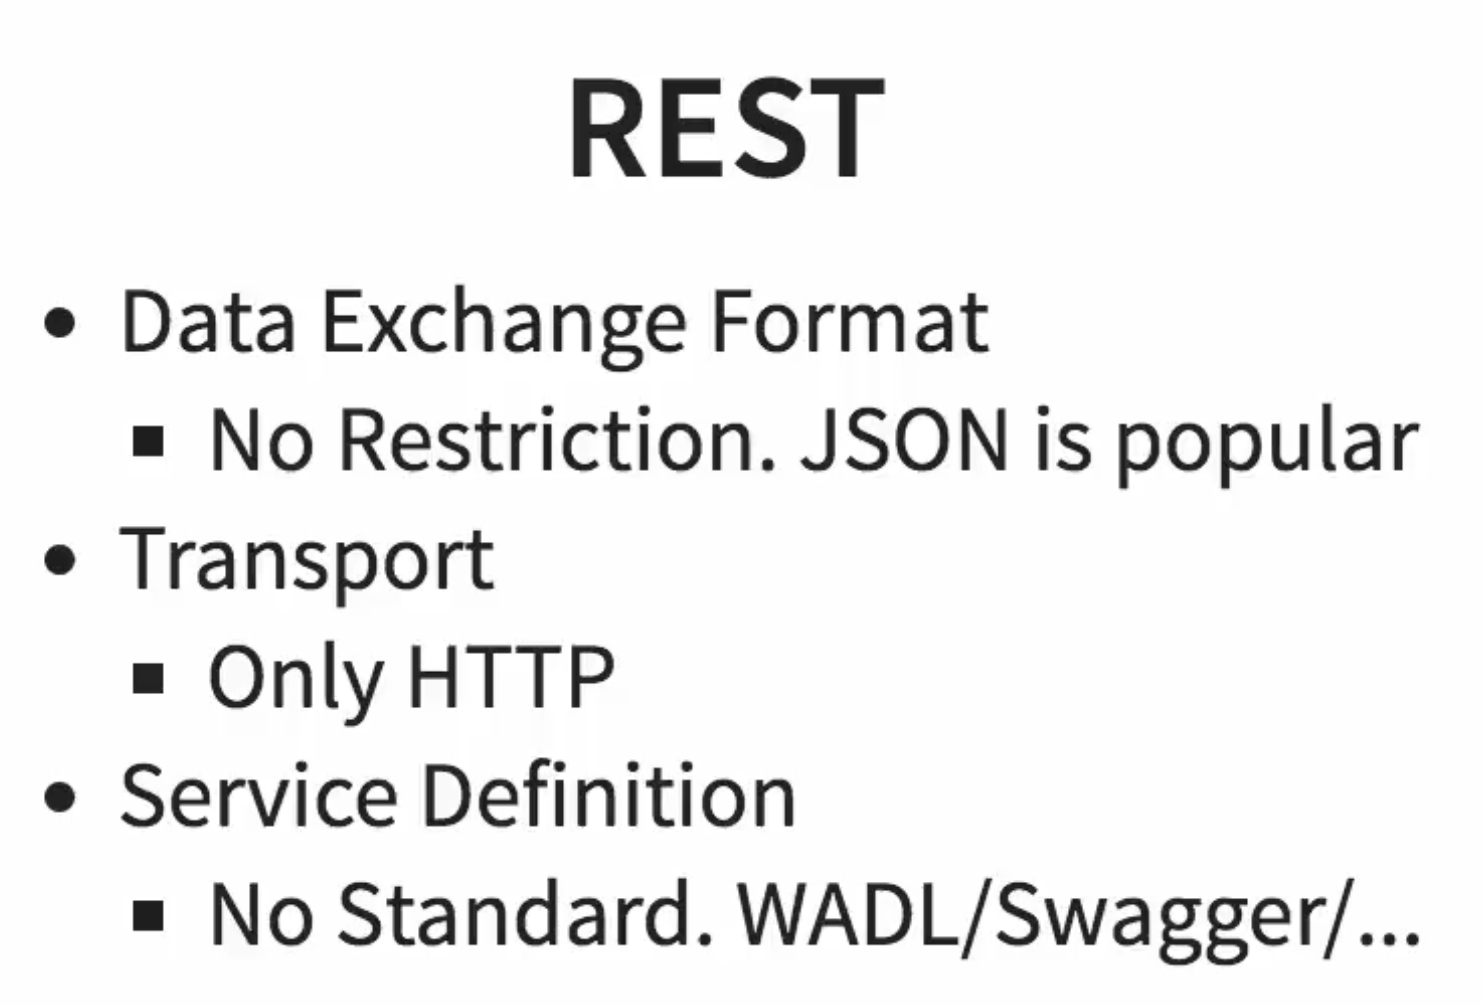 REST
Data Exchange Format
No Restriction. JSON is popular
Transport
Only HTTP
Service Definition
No Standard. WADL/Swagger/...